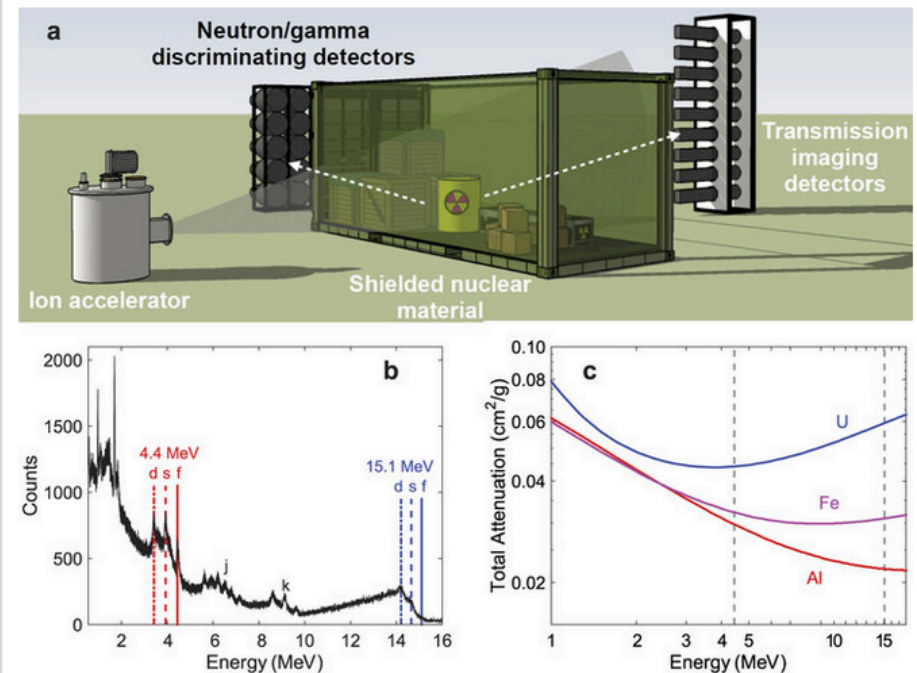 a
Neutron/gamma
discriminating detectors
Transmission
imaging
detectors
Ion accelerator
Shielded nuclear
material
b
2000
1500
1000
500
0
Counts
4.4 MeV
d s f
15.1 MeV
d s f
j
k
2 4 6 8 10 12 14 16
Energy (MeV)
c
0.10
0.08
0.06
0.04
0.02
Total Attenuation (cm²/g)
U
Fe
Al
1 2 3 4 5 10 15
Energy (MeV)